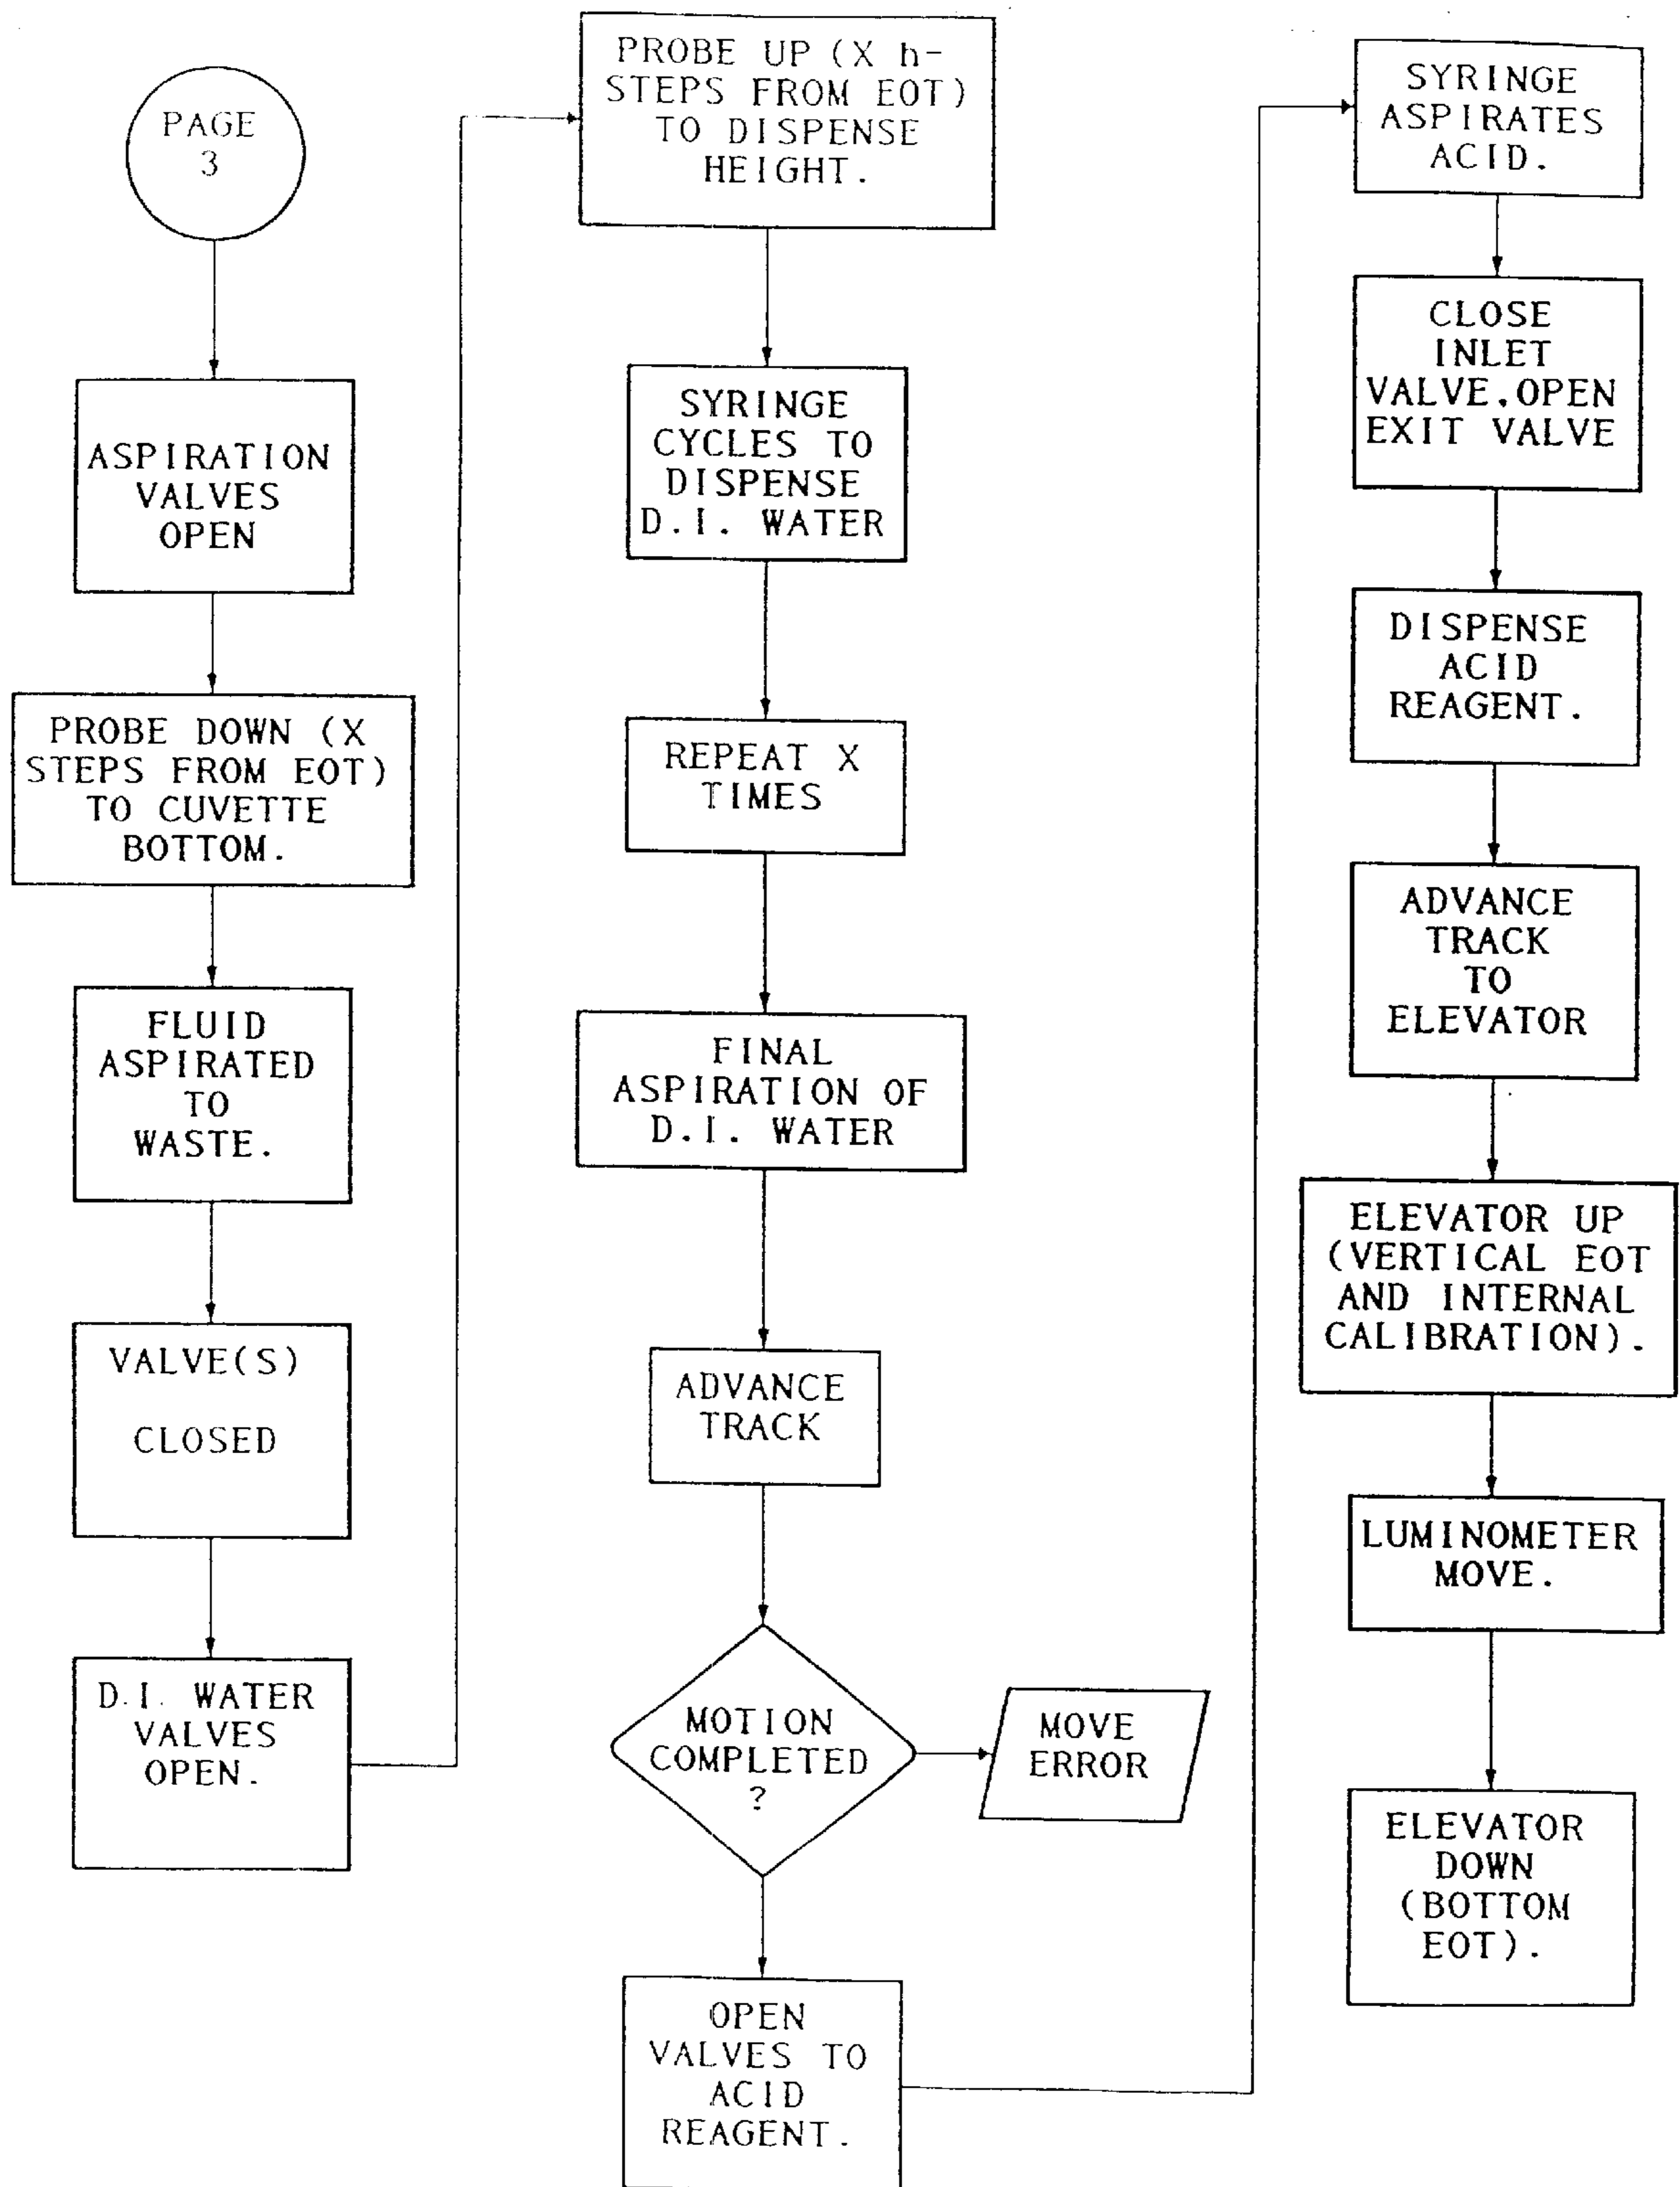 PAGE
3
ASPIRATION
VALVES
OPEN
PROBE DOWN (X
STEPS FROM EOT)
TO CUVETTE
BOTTOM.
FLUID
ASPIRATED
TO
WASTE.
VALVE(S)
CLOSED
D.I. WATER
VALVES
OPEN.
PROBE UP (X h-
STEPS FROM EOT)
TO DISPENSE
HEIGHT.
SYRINGE
CYCLES TO
DISPENSE
D.I. WATER
REPEAT X
TIMES
FINAL
ASPIRATION OF
D.I. WATER
ADVANCE
TRACK
MOTION
COMPLETED
?
MOVE
ERROR
OPEN
VALVES TO
ACID
REAGENT.
SYRINGE
ASPIRATES
ACID.
CLOSE
INLET
VALVE.OPEN
EXIT VALVE
DISPENSE
ACID
REAGENT.
ADVANCE
TRACK
TO
ELEVATOR
ELEVATOR UP
(VERTICAL EOT
AND INTERNAL
CALIBRATION).
LUMINOMETER
MOVE.
ELEVATOR
DOWN
(BOTTOM
EOT).